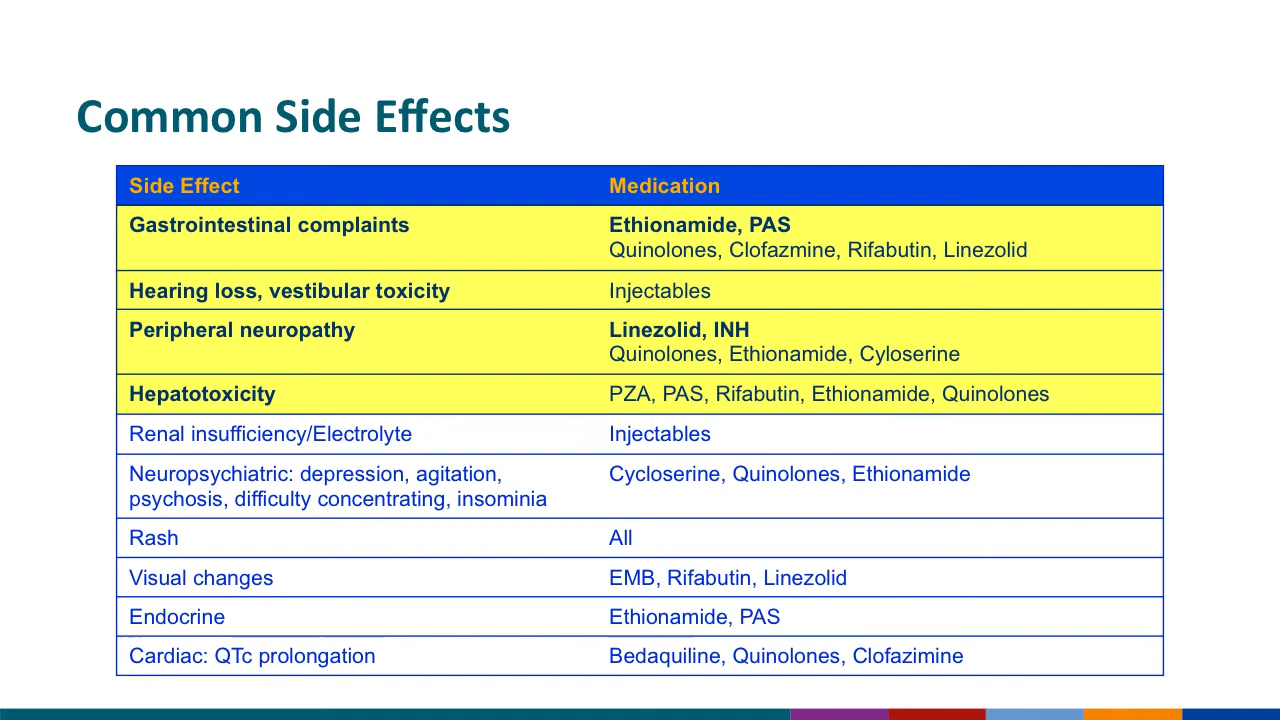 Common Side Effects
Side Effect
Medication
Gastrointestinal complaints
Ethionamide, PAS
Quinolones, Clofazmine, Rifabutin, Linezolid
Hearing loss, vestibular toxicity
Injectables
Peripheral neuropathy
Linezolid, INH
Quinolones, Ethionamide, Cyloserine
Hepatotoxicity
PZA, PAS, Rifabutin, Ethionamide, Quinolones
Renal insufficiency/Electrolyte
Injectables
Neuropsychiatric: depression, agitation,
psychosis, difficulty concentrating, insominia
Cycloserine, Quinolones, Ethionamide
Rash
All
Visual changes
EMB, Rifabutin, Linezolid
Endocrine
Ethionamide, PAS
Cardiac: QTc prolongation
Bedaquiline, Quinolones, Clofazimine